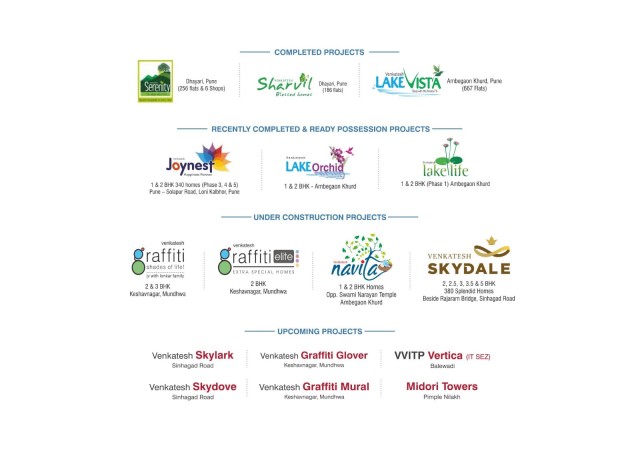 COMPLETED PROJECTS
Serenity
Dhayari, Pune
(256 flats & 6 Shops)
Sharvil
Blessed homes
Dhayari, Pune
(186 flats)
Venkatesh
LAKE VISTA
Ambegaon Khurd, Pune
(667 Flats)
RECENTLY COMPLETED & READY POSSESSION PROJECTS
Joynest
1 & 2 BHK 340 homes (Phase 3, 4 & 5)
Pune – Solapur Road, Loni Kalbhor, Pune
LAKE Orchid
1 & 2 BHK - Ambegaon Khurd
lake life
1 & 2 BHK (Phase 1) Ambegaon Khurd
UNDER CONSTRUCTION PROJECTS
venkatesh
graffiti
shades of life!
2 & 3 BHK
Keshavnagar, Mundhwa
venkatesh
graffiti elite
EXTRA SPECIAL HOMES
2 BHK
Keshavnagar, Mundhwa
navita
1 & 2 BHK Homes
Opp. Swami Narayan Temple
Ambegaon Khurd
VENKATESH
SKYDALE
2, 2.5, 3, 3.5 & 5 BHK
380 Splendid Homes
Beside Rajaram Bridge, Sinhagad Road
UPCOMING PROJECTS
Venkatesh Skylark
Sinhagad Road
Venkatesh Graffiti Glover
Keshavnagar, Mundhwa
VVITP Vertica (IT SEZ)
Balewadi
Venkatesh Skydove
Sinhagad Road
Venkatesh Graffiti Mural
Keshavnagar, Mundhwa
Midori Towers
Pimple Nilakh